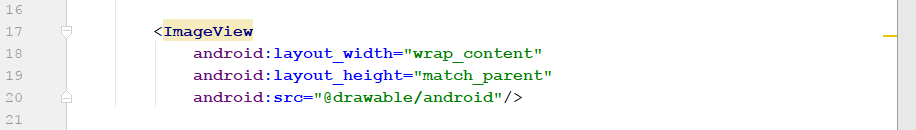 16
17 <ImageView
18 android:layout_width="wrap_content"
19 android:layout_height="match_parent"
20 android:src="@drawable/android"/>
21